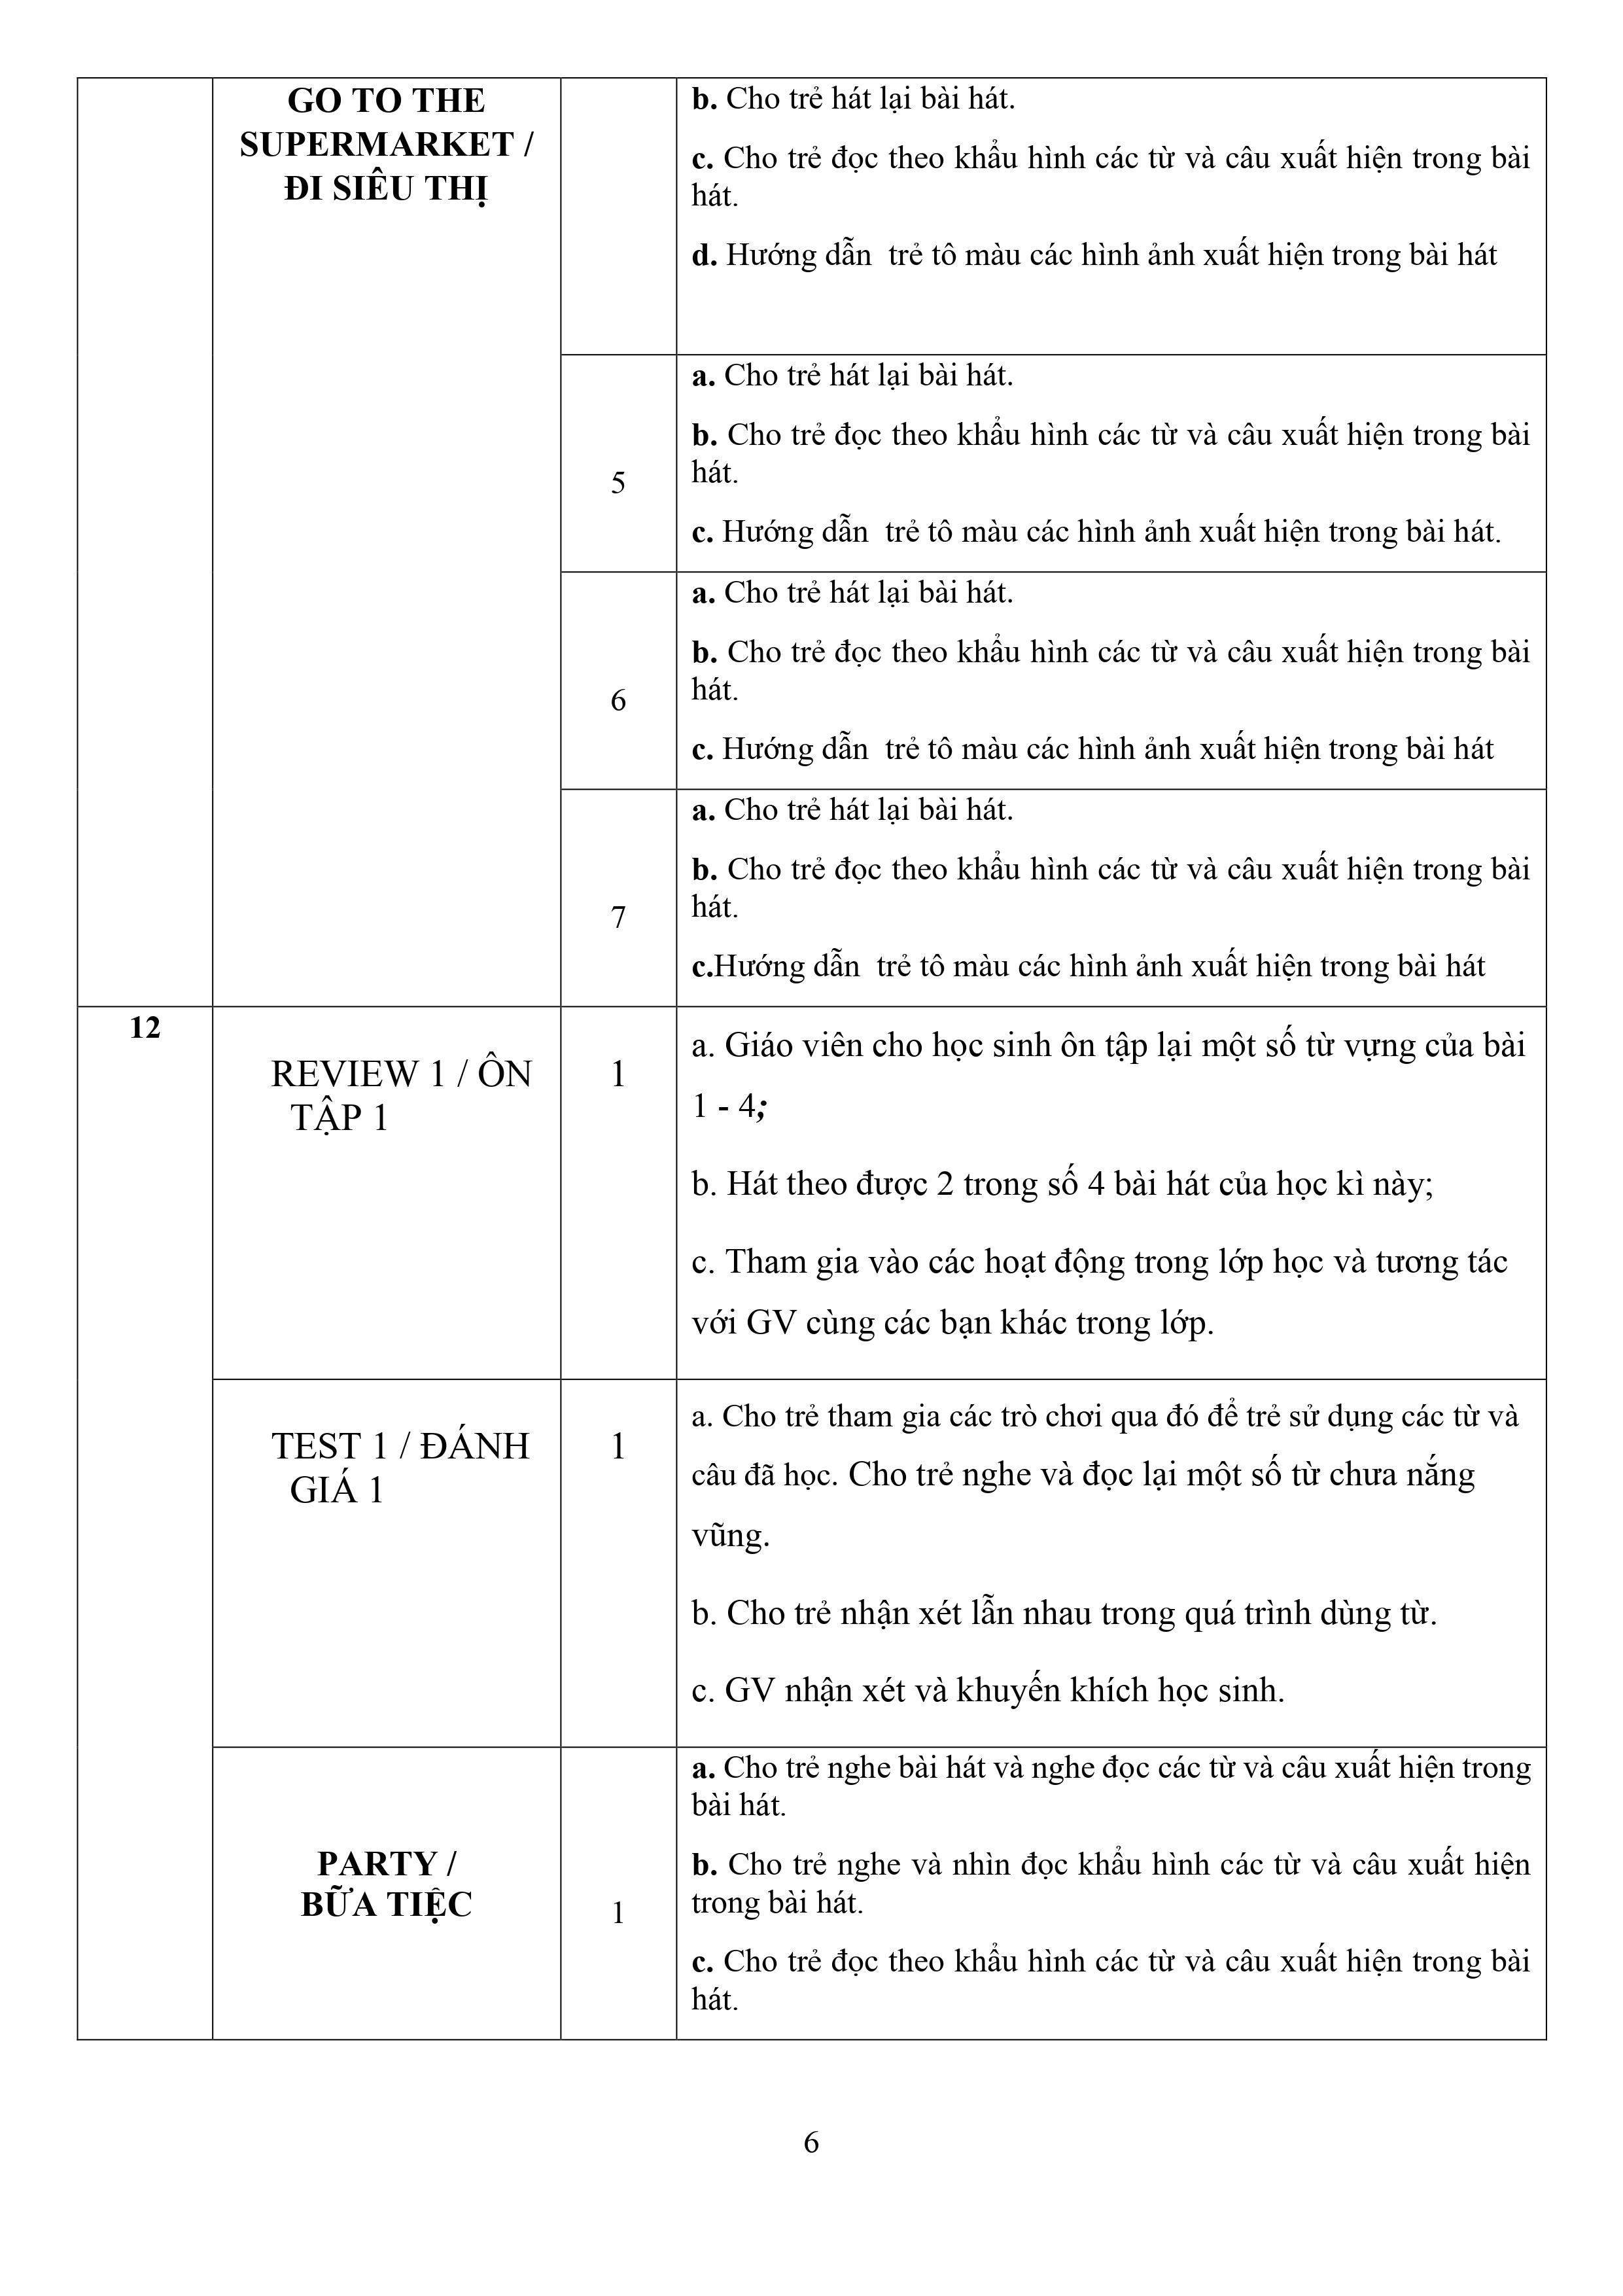 GO TO THE
SUPERMARKET /
ĐI SIÊU THỊ
b. Cho trẻ hát lại bài hát.
c. Cho trẻ đọc theo khẩu hình các từ và câu xuất hiện trong bài
hát.
d. Hướng dẫn  trẻ tô màu các hình ảnh xuất hiện trong bài hát
5
a. Cho trẻ hát lại bài hát.
b. Cho trẻ đọc theo khẩu hình các từ và câu xuất hiện trong bài
hát.
c. Hướng dẫn  trẻ tô màu các hình ảnh xuất hiện trong bài hát.
6
a. Cho trẻ hát lại bài hát.
b. Cho trẻ đọc theo khẩu hình các từ và câu xuất hiện trong bài
hát.
c. Hướng dẫn  trẻ tô màu các hình ảnh xuất hiện trong bài hát
7
a. Cho trẻ hát lại bài hát.
b. Cho trẻ đọc theo khẩu hình các từ và câu xuất hiện trong bài
hát.
c.Hướng dẫn  trẻ tô màu các hình ảnh xuất hiện trong bài hát
12
REVIEW 1 / ÔN
TẬP 1
1
a. Giáo viên cho học sinh ôn tập lại một số từ vựng của bài
1 - 4;
b. Hát theo được 2 trong số 4 bài hát của học kì này;
c. Tham gia vào các hoạt động trong lớp học và tương tác
với GV cùng các bạn khác trong lớp.
TEST 1 / ĐÁNH
GIÁ 1
1
a. Cho trẻ tham gia các trò chơi qua đó để trẻ sử dụng các từ và
câu đã học. Cho trẻ nghe và đọc lại một số từ chưa nắng
vũng.
b. Cho trẻ nhận xét lẫn nhau trong quá trình dùng từ.
c. GV nhận xét và khuyến khích học sinh.
PARTY /
BỮA TIỆC
1
a. Cho trẻ nghe bài hát và nghe đọc các từ và câu xuất hiện trong
bài hát.
b. Cho trẻ nghe và nhìn đọc khẩu hình các từ và câu xuất hiện
trong bài hát.
c. Cho trẻ đọc theo khẩu hình các từ và câu xuất hiện trong bài
hát.
6